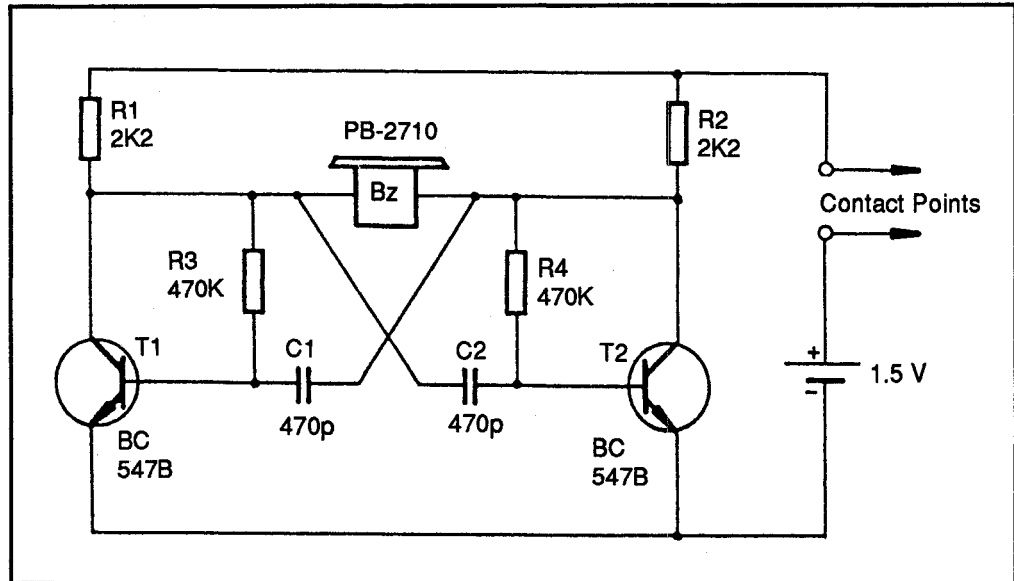 R1
2K2
PB-2710
R2
2K2
Bz
Contact Points
R3
470K
R4
470K
T1
C1
C2
T2
+
1.5 V
-
470p
470p
BC
547B
BC
547B